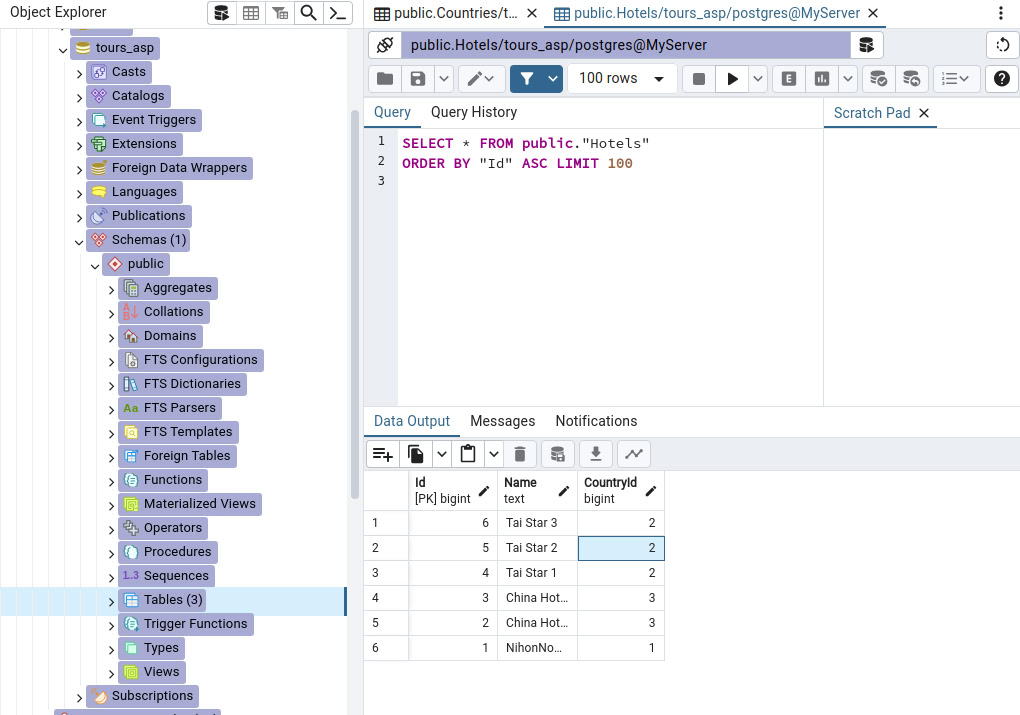 Object Explorer
tours_asp
Casts
Catalogs
Event Triggers
Extensions
Foreign Data Wrappers
Languages
Publications
Schemas (1)
public
Aggregates
Collations
Domains
FTS Configurations
FTS Dictionaries
Aa FTS Parsers
FTS Templates
Foreign Tables
Functions
Materialized Views
Operators
Procedures
1..3 Sequences
Tables (3)
Trigger Functions
Types
Views
Subscriptions
public.Countries/t...
public.Hotels/tours_asp/postgres@MyServer
public.Hotels/tours_asp/postgres@MyServer
100 rows
E
Query
Query History
Scratch Pad
1 SELECT * FROM public."Hotels"
2 ORDER BY "Id" ASC LIMIT 100
3
Data Output
Messages
Notifications
Id Name CountryId
[PK] bigint text bigint
1 6 Tai Star 3 2
2 5 Tai Star 2 2
3 4 Tai Star 1 2
4 3 China Hot... 3
5 2 China Hot... 3
6 1 NihonNo... 1